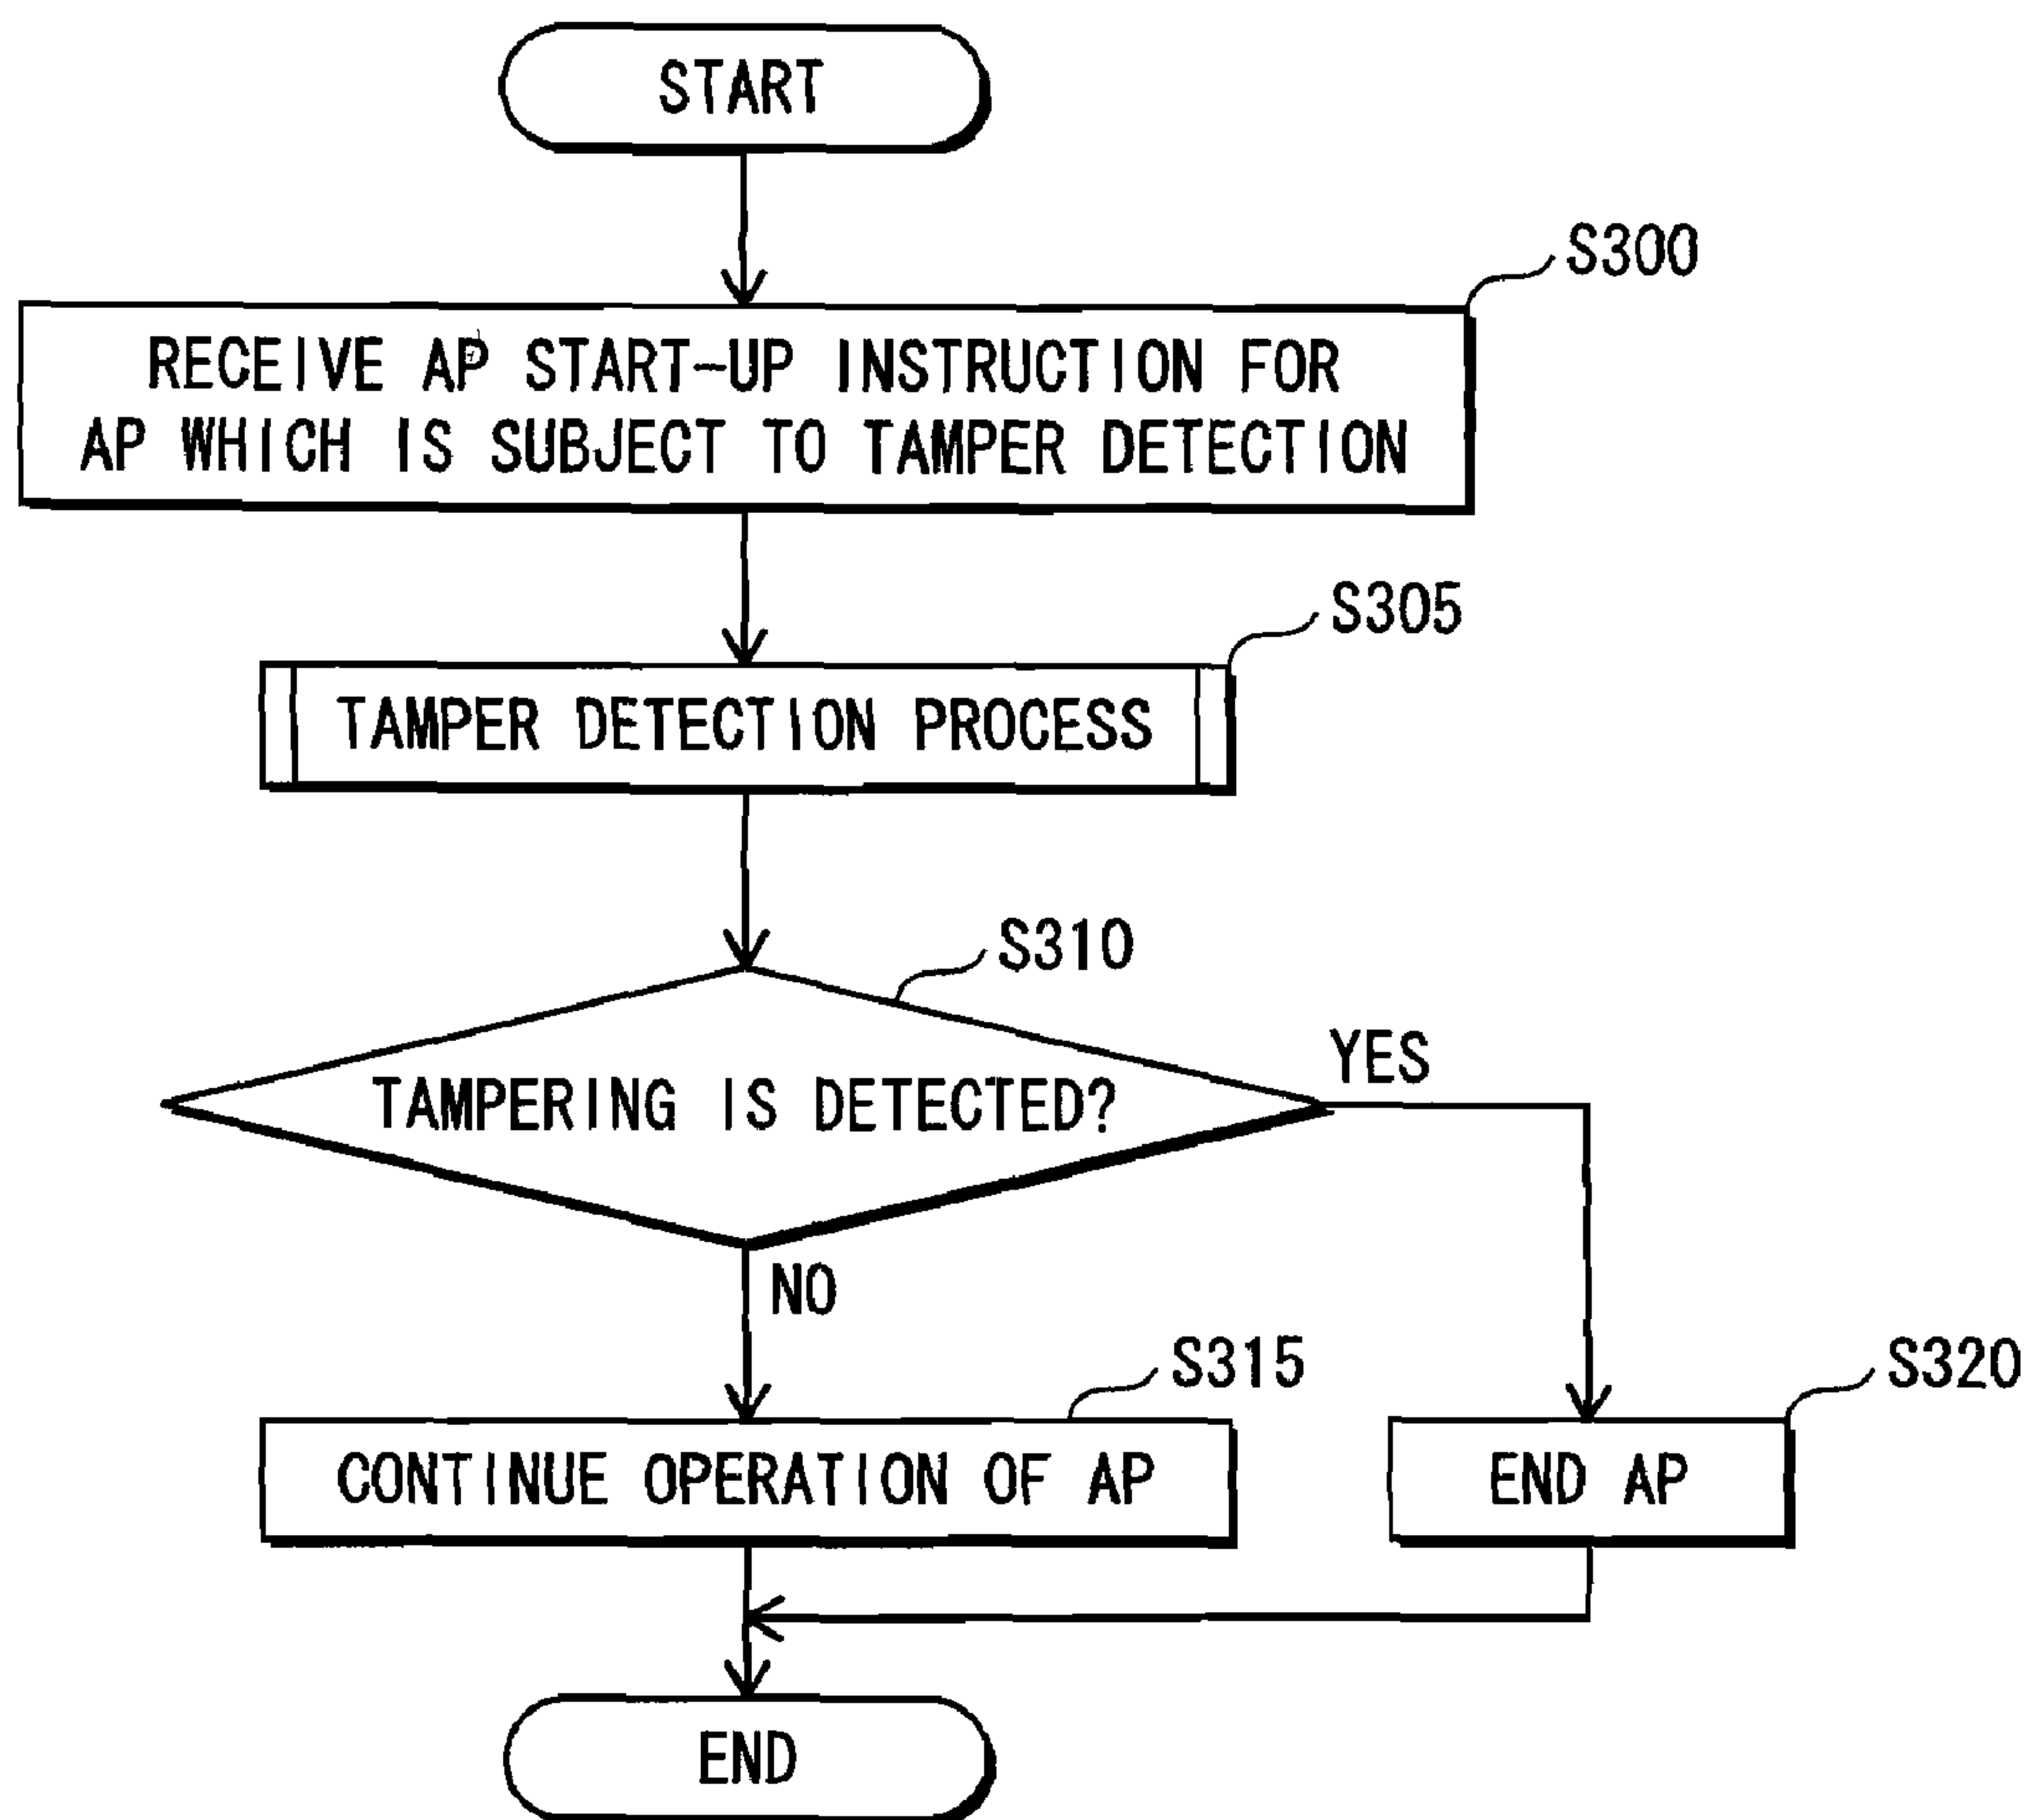 START
S300
RECEIVE AP START-UP INSTRUCTION FOR
AP WHICH IS SUBJECT TO TAMPER DETECTION
S305
TAMPER DETECTION PROCESS
S310
TAMPERING IS DETECTED?
YES
NO
S315
CONTINUE OPERATION OF AP
S320
END AP
END